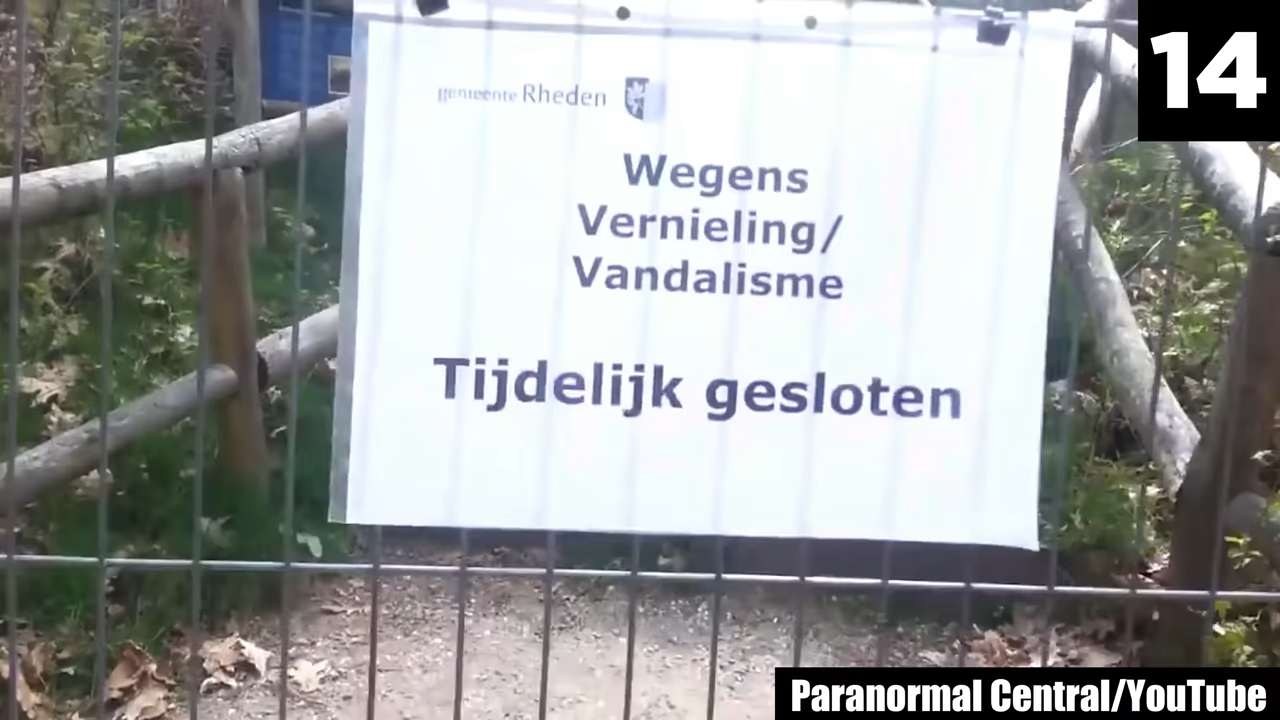 14
gemeente Rheden
Wegens
Vernieling/
Vandalisme
Tijdelijk gesloten
Paranormal Central/YouTube